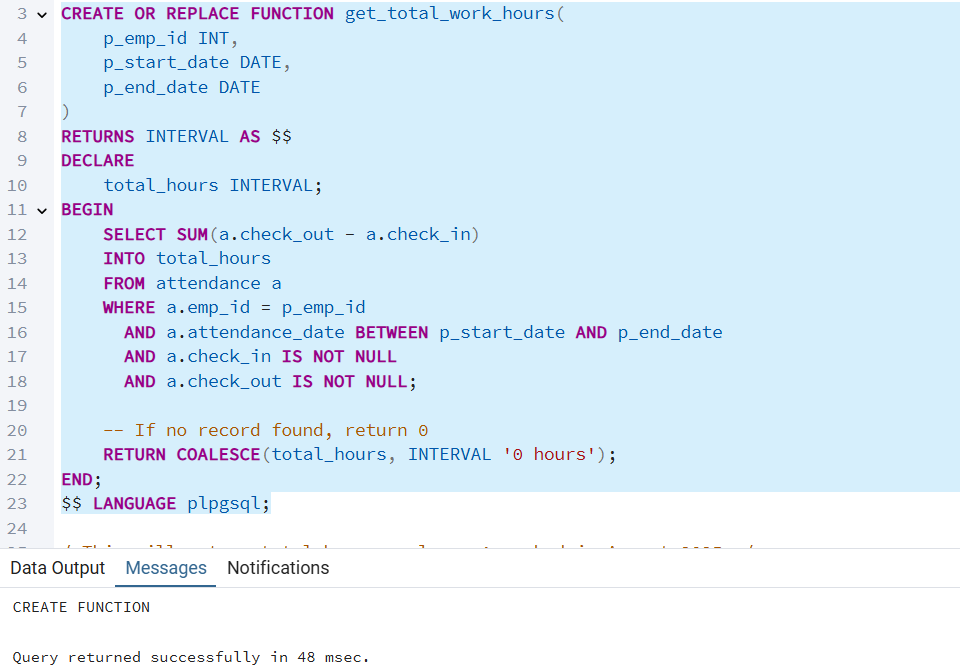 3 CREATE OR REPLACE FUNCTION get_total_work_hours(
4 p_emp_id INT,
5 p_start_date DATE,
6 p_end_date DATE
7 )
8 RETURNS INTERVAL AS $$
9 DECLARE
10 total_hours INTERVAL;
11 BEGIN
12 SELECT SUM(a.check_out - a.check_in)
13 INTO total_hours
14 FROM attendance a
15 WHERE a.emp_id = p_emp_id
16 AND a.attendance_date BETWEEN p_start_date AND p_end_date
17 AND a.check_in IS NOT NULL
18 AND a.check_out IS NOT NULL;
19
20 -- If no record found, return 0
21 RETURN COALESCE(total_hours, INTERVAL '0 hours');
22 END;
23 $$ LANGUAGE plpgsql;
24
Data Output Messages Notifications
CREATE FUNCTION
Query returned successfully in 48 msec.